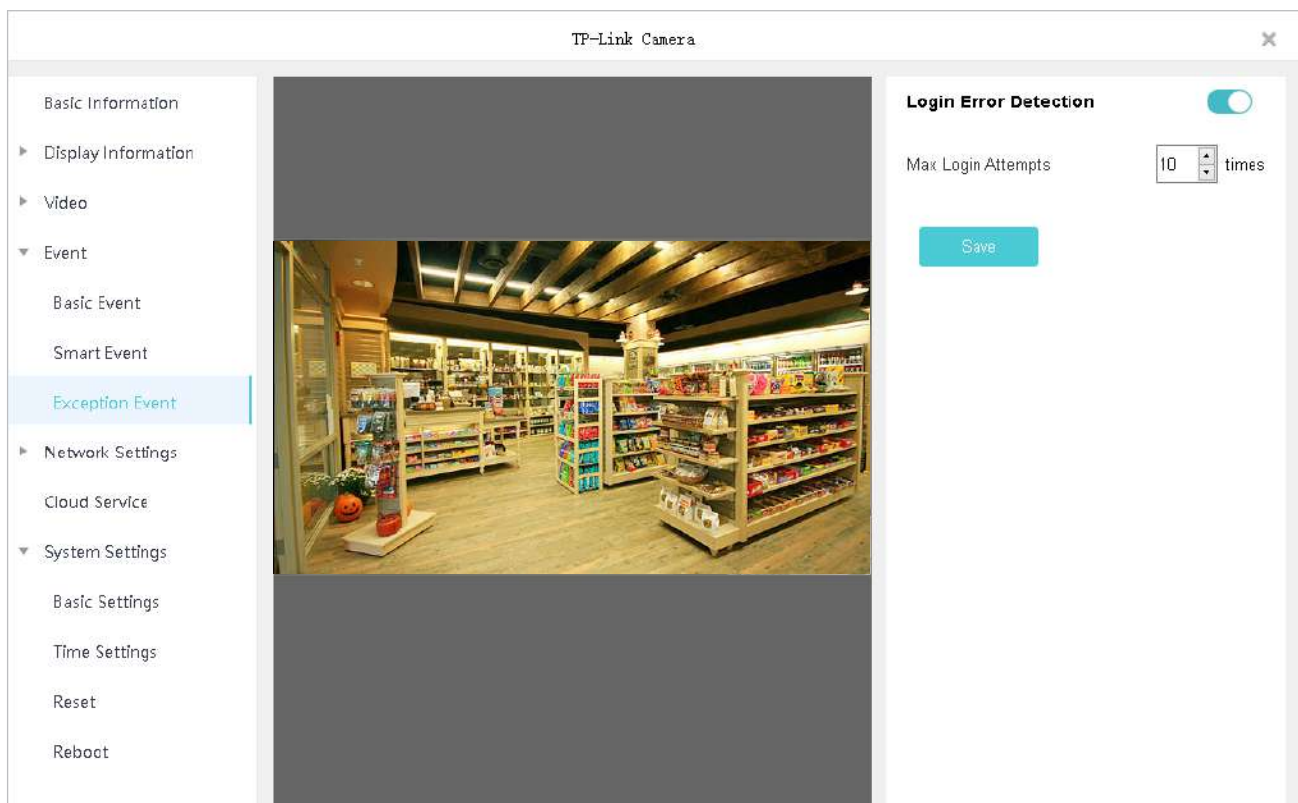 TP-Link Camera
Basic Information
Display Information
Video
Event
Basic Event
Smart Event
Exception Event
Network Settings
Cloud Service
System Settings
Basic Settings
Time Settings
Reset
Reboot
Login Error Detection
Max Login Attempts 10 times
Save